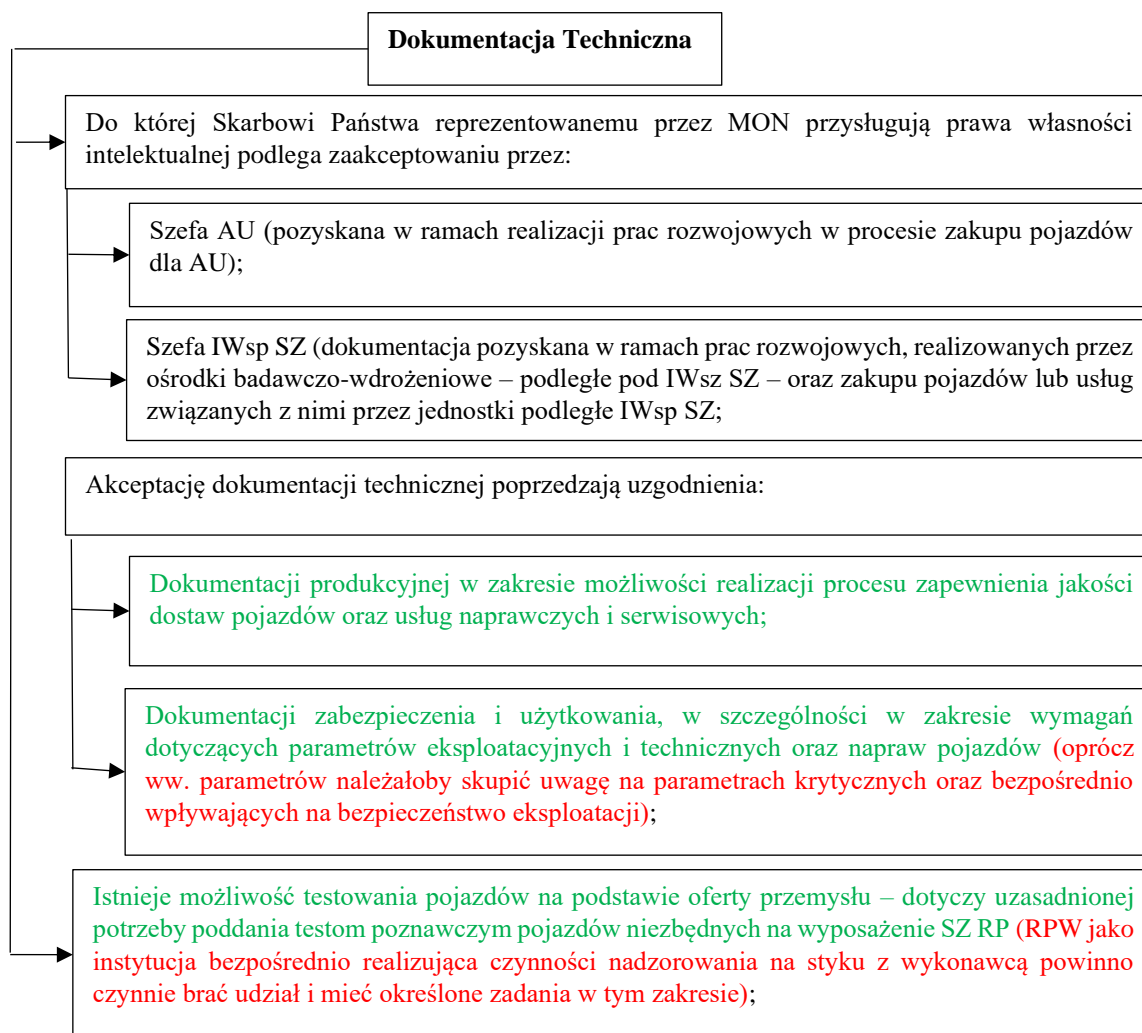 Dokumentacja Techniczna
Do której Skarbowi Państwa reprezentowanemu przez MON przysługują prawa własności
intelektualnej podlega zaakceptowaniu przez:
Szefa AU (pozyskana w ramach realizacji prac rozwojowych w procesie zakupu pojazdów
dla AU);
Szefa IWsp SZ (dokumentacja pozyskana w ramach prac rozwojowych, realizowanych przez
ośrodki badawczo-wdrożeniowe – podległe pod IWsz SZ – oraz zakupu pojazdów lub usług
związanych z nimi przez jednostki podległe IWsp SZ;
Akceptację dokumentacji technicznej poprzedzają uzgodnienia:
Dokumentacji produkcyjnej w zakresie możliwości realizacji procesu zapewnienia jakości
dostaw pojazdów oraz usług naprawczych i serwisowych;
Dokumentacji zabezpieczenia i użytkowania, w szczególności w zakresie wymagań
dotyczących parametrów eksploatacyjnych i technicznych oraz napraw pojazdów (oprócz
ww. parametrów należałoby skupić uwagę na parametrach krytycznych oraz bezpośrednio
wpływających na bezpieczeństwo eksploatacji);
Istnieje możliwość testowania pojazdów na podstawie oferty przemysłu – dotyczy uzasadnionej
potrzeby poddania testom poznawczym pojazdów niezbędnych na wyposażenie SZ RP (RPW jako
instytucja bezpośrednio realizująca czynności nadzorowania na styku z wykonawcą powinno
czynnie brać udział i mieć określone zadania w tym zakresie);